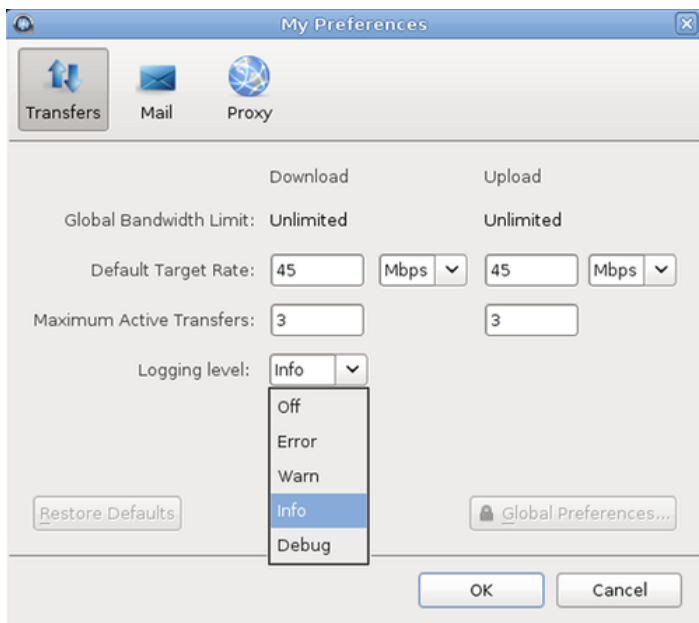 My Preferences
Transfers Mail Proxy
Download Upload
Global Bandwidth Limit: Unlimited Unlimited
Default Target Rate: 45 Mbps 45 Mbps
Maximum Active Transfers: 3 3
Logging level: Info
Off
Error
Warn
Info
Debug
Restore Defaults Global Preferences...
OK Cancel